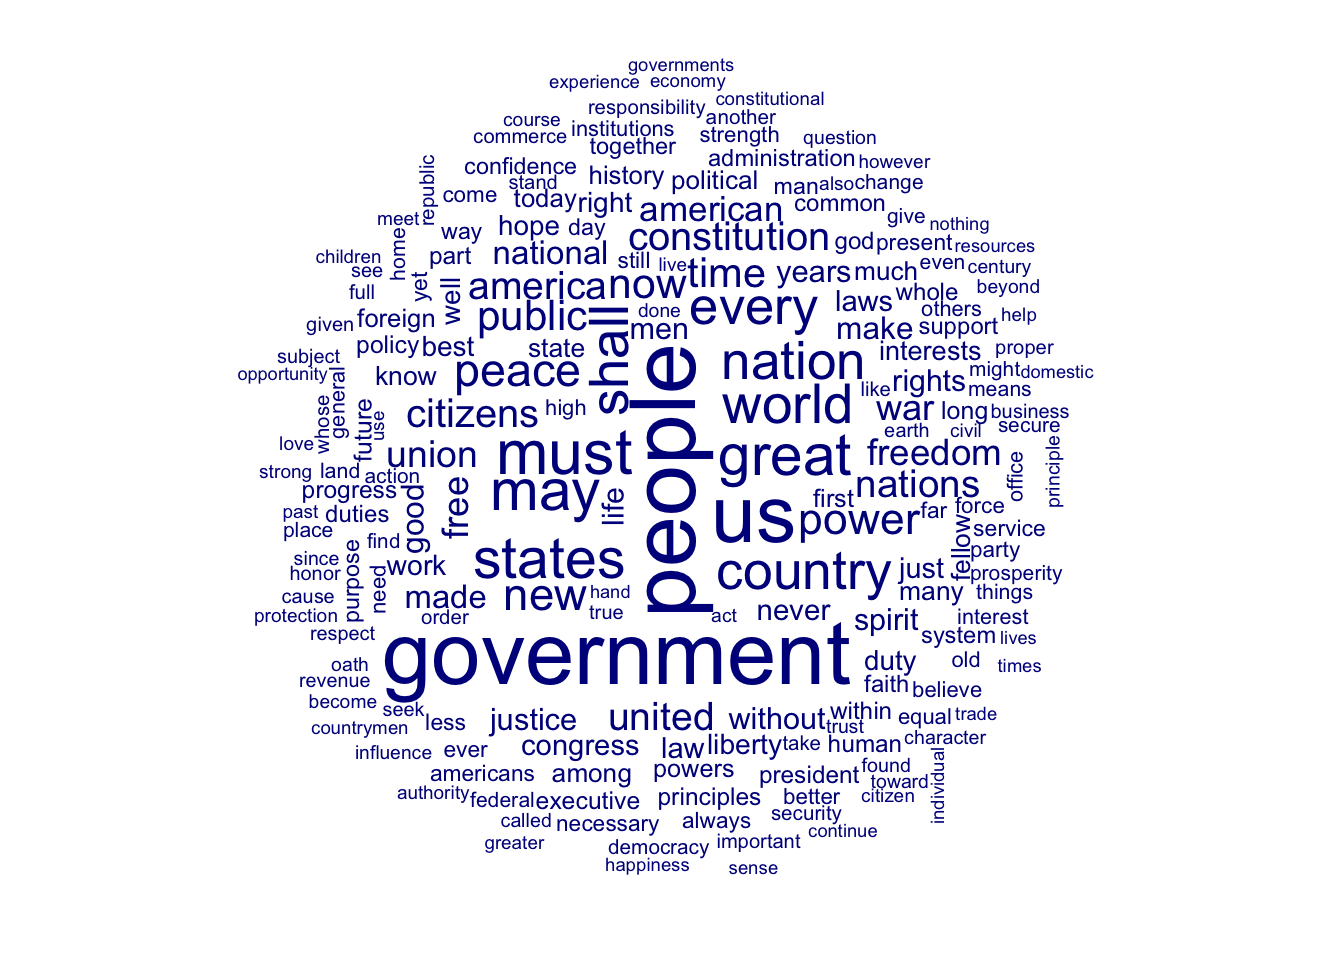 governments
experience economy
responsibility constitutional
course institutions another
commerce together strength question
confidence administration however
republic stand history political man also change
come today right american common give
meet way hope day constitution god present nothing resources
children home part national still live time years much even century
see yet well america now every laws whole beyond
full public shall done men others help
given foreign make support
policy best state people nation interests proper
subject peace might domestic
opportunity know like rights means
general citizens high world war long business
whose future use earth civil secure
love union must great freedom
strong land action principle
progress good free may life us first nations office
past duties power far force
place service
find fellow party
since purpose work states country just prosperity
honor need many things
cause made new hand never
protection order true act spirit interest
respect government system lives
oath duty old times
revenue faith believe
become seek less justice united without within equal trade
countrymen trust
influence ever congress law liberty take human character
americans among powers president found individual
authority federal executive principles better toward citizen
called necessary always security continue
greater democracy important
happiness sense